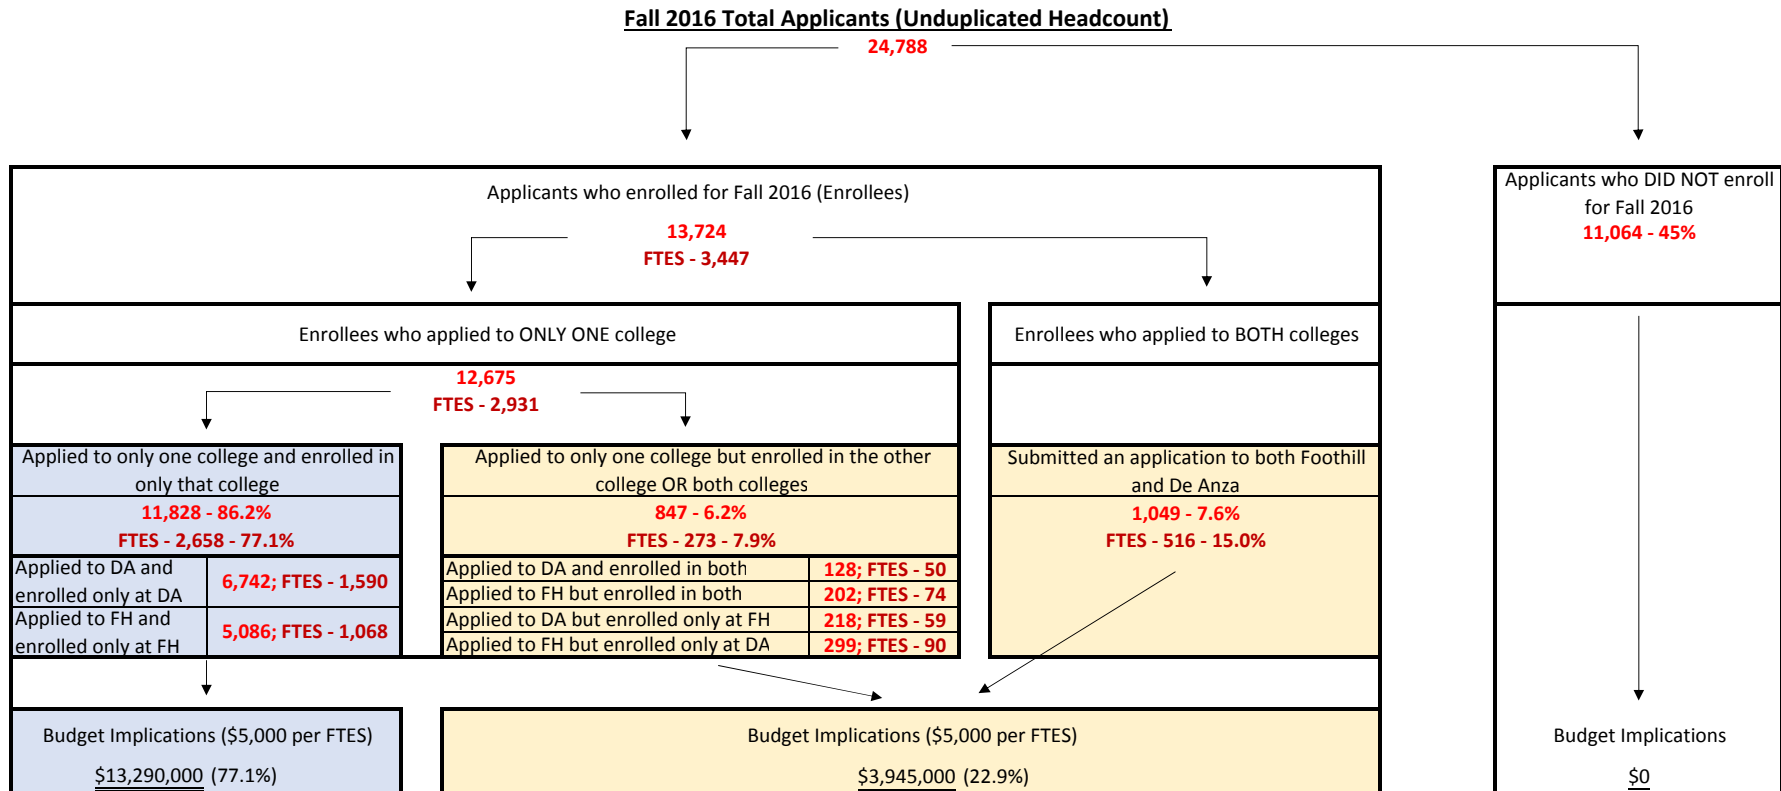 Fall 2016 Total Applicants (Unduplicated Headcount)
24,788
Applicants who enrolled for Fall 2016 (Enrollees)
13,724
FTES - 3,447
Applicants who DID NOT enroll
for Fall 2016
11,064 - 45%
Enrollees who applied to ONLY ONE college
12,675
FTES - 2,931
Enrollees who applied to BOTH colleges
Applied to only one college and enrolled in
only that college
11,828 - 86.2%
FTES - 2,658 - 77.1%
Applied to DA and
enrolled only at DA
6,742; FTES - 1,590
Applied to FH and
enrolled only at FH
5,086; FTES - 1,068
Applied to only one college but enrolled in the other
college OR both colleges
847 - 6.2%
FTES - 273 - 7.9%
Applied to DA and enrolled in both
128; FTES - 50
Applied to FH but enrolled in both
202; FTES - 74
Applied to DA but enrolled only at FH
218; FTES - 59
Applied to FH but enrolled only at DA
299; FTES - 90
Submitted an application to both Foothill
and De Anza
1,049 - 7.6%
FTES - 516 - 15.0%
Budget Implications ($5,000 per FTES)
$13,290,000 (77.1%)
Budget Implications ($5,000 per FTES)
$3,945,000 (22.9%)
Budget Implications
$0